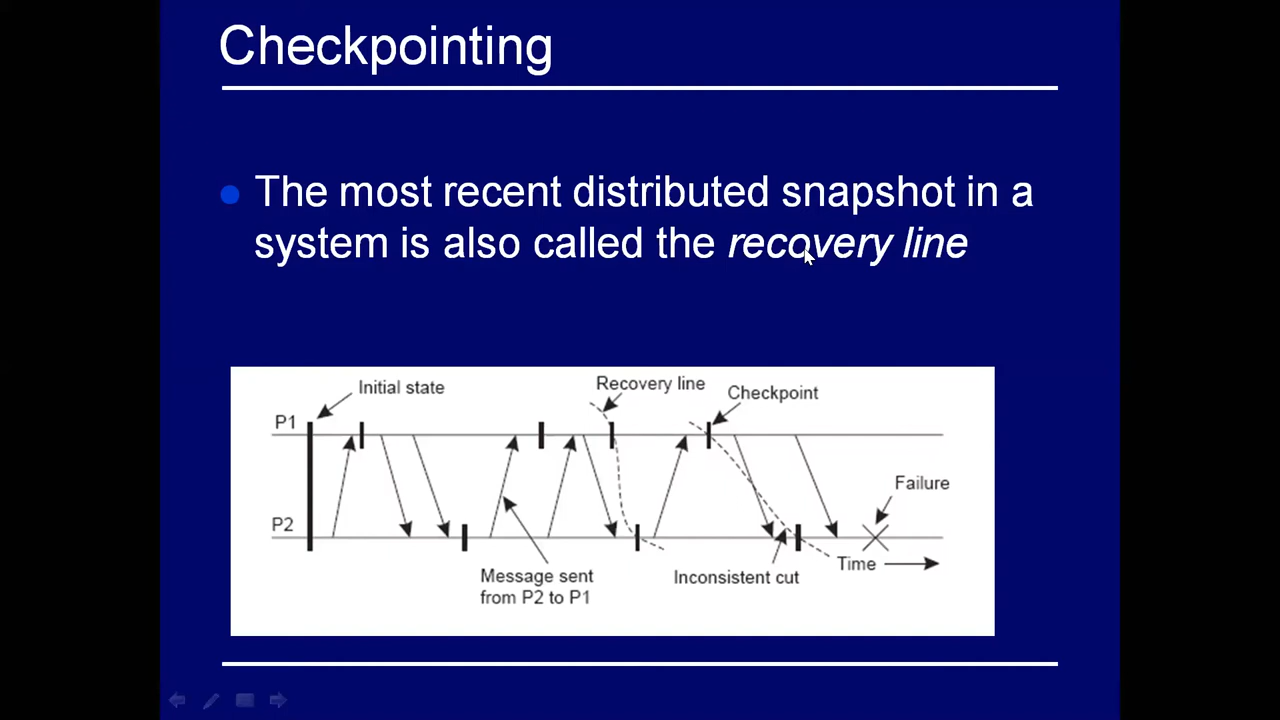 Checkpointing
The most recent distributed snapshot in a
system is also called the recovery line
Initial state
Recovery line
Checkpoint
P1
Failure
P2
Time
Message sent
from P2 to P1
Inconsistent cut